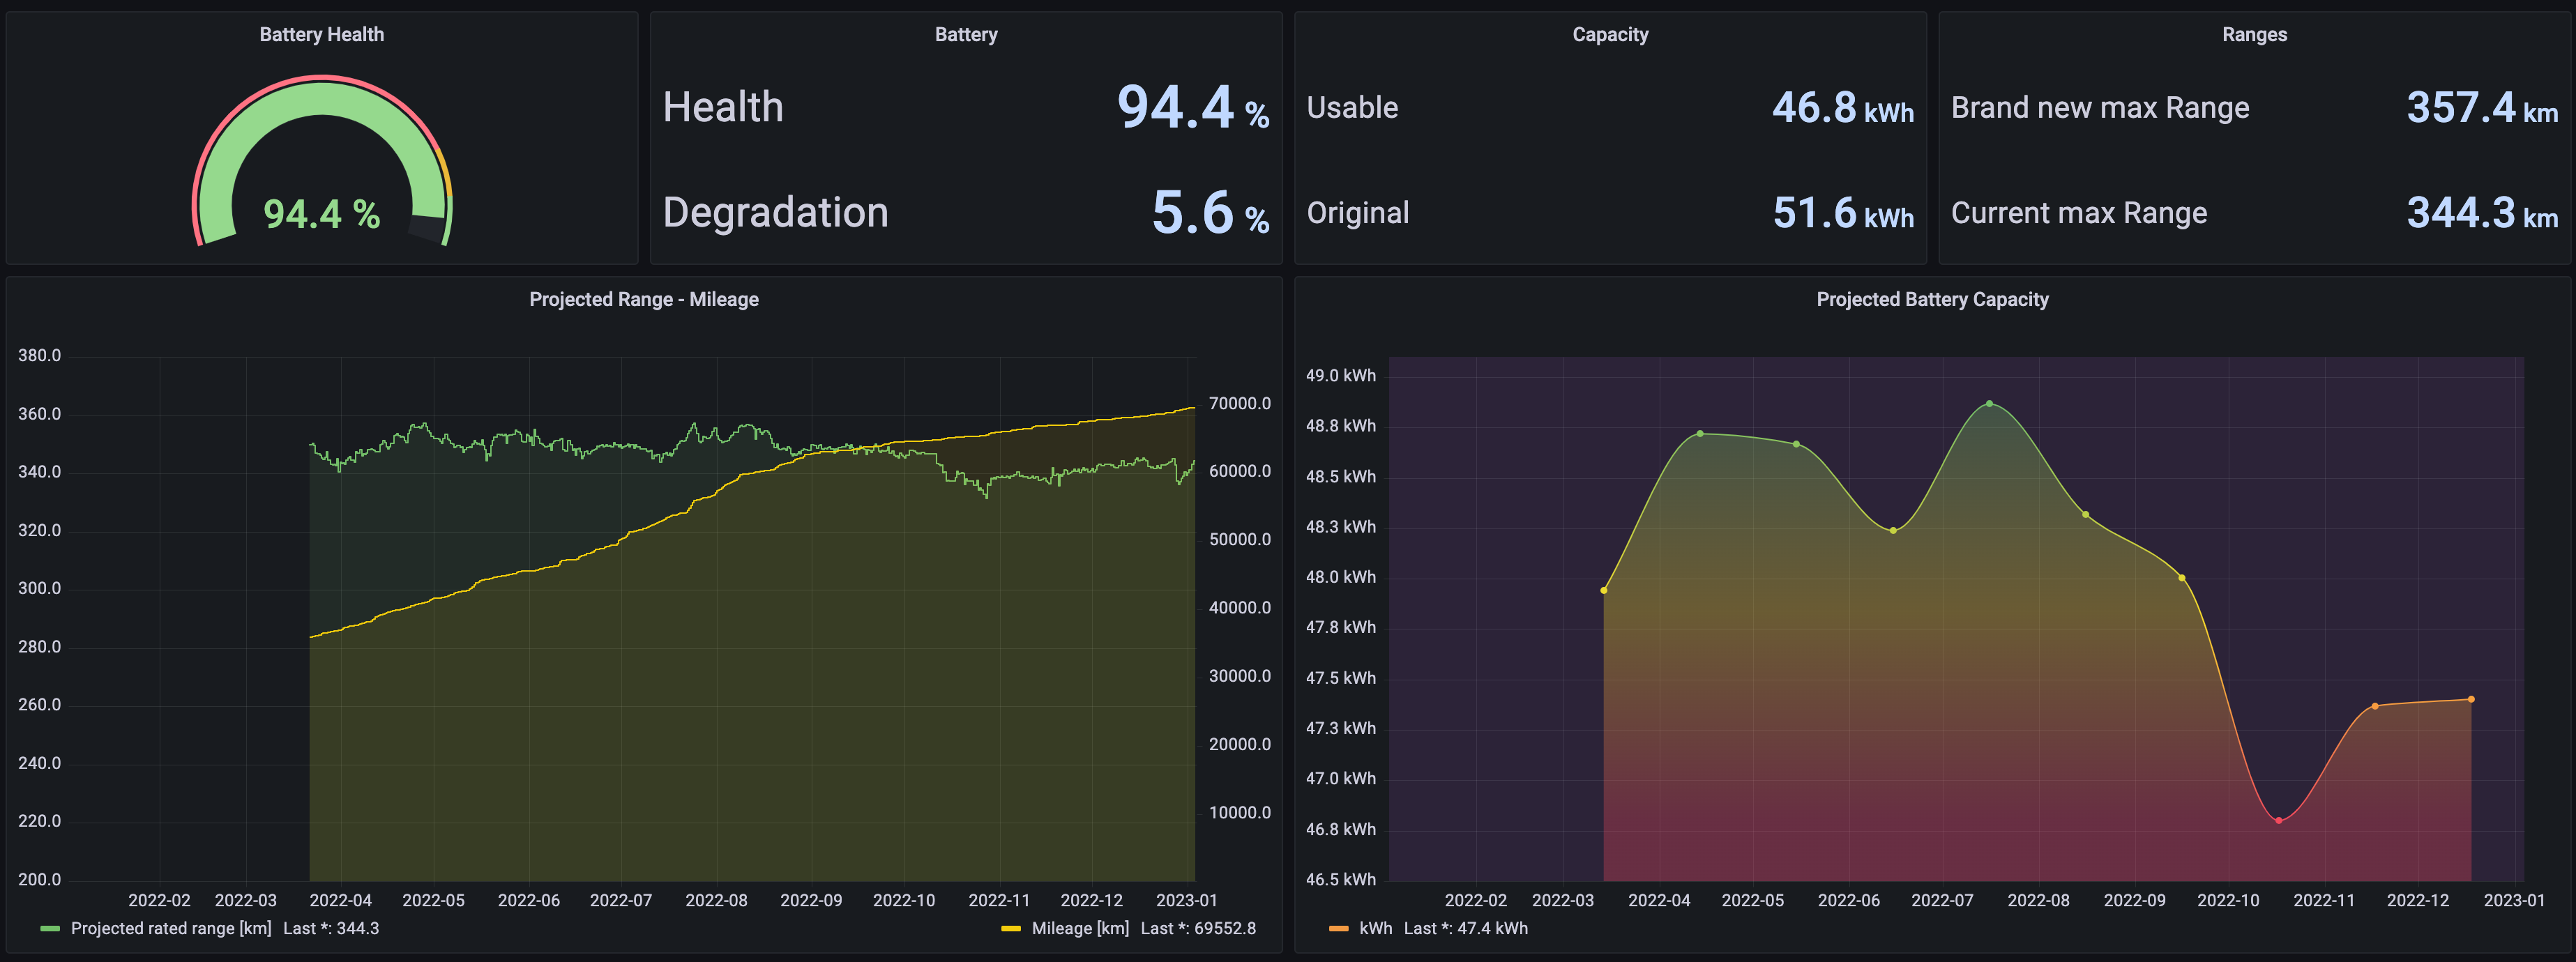 Battery Health
94.4 %
Battery
Health 94.4 %
Degradation 5.6 %
Capacity
Usable 46.8 kWh
Original 51.6 kWh
Ranges
Brand new max Range 357.4 km
Current max Range 344.3 km
Projected Range - Mileage
380.0
360.0
340.0
320.0
300.0
280.0
260.0
240.0
220.0
200.0
70000.0
60000.0
50000.0
40000.0
30000.0
20000.0
10000.0
2022-02 2022-03 2022-04 2022-05 2022-06 2022-07 2022-08 2022-09 2022-10 2022-11 2022-12 2023-01
Projected rated range [km] Last *: 344.3 Mileage [km] Last *: 69552.8
Projected Battery Capacity
49.0 kWh
48.8 kWh
48.5 kWh
48.3 kWh
48.0 kWh
47.8 kWh
47.5 kWh
47.3 kWh
47.0 kWh
46.8 kWh
46.5 kWh
2022-02 2022-03 2022-04 2022-05 2022-06 2022-07 2022-08 2022-09 2022-10 2022-11 2022-12 2023-01
kWh Last *: 47.4 kWh